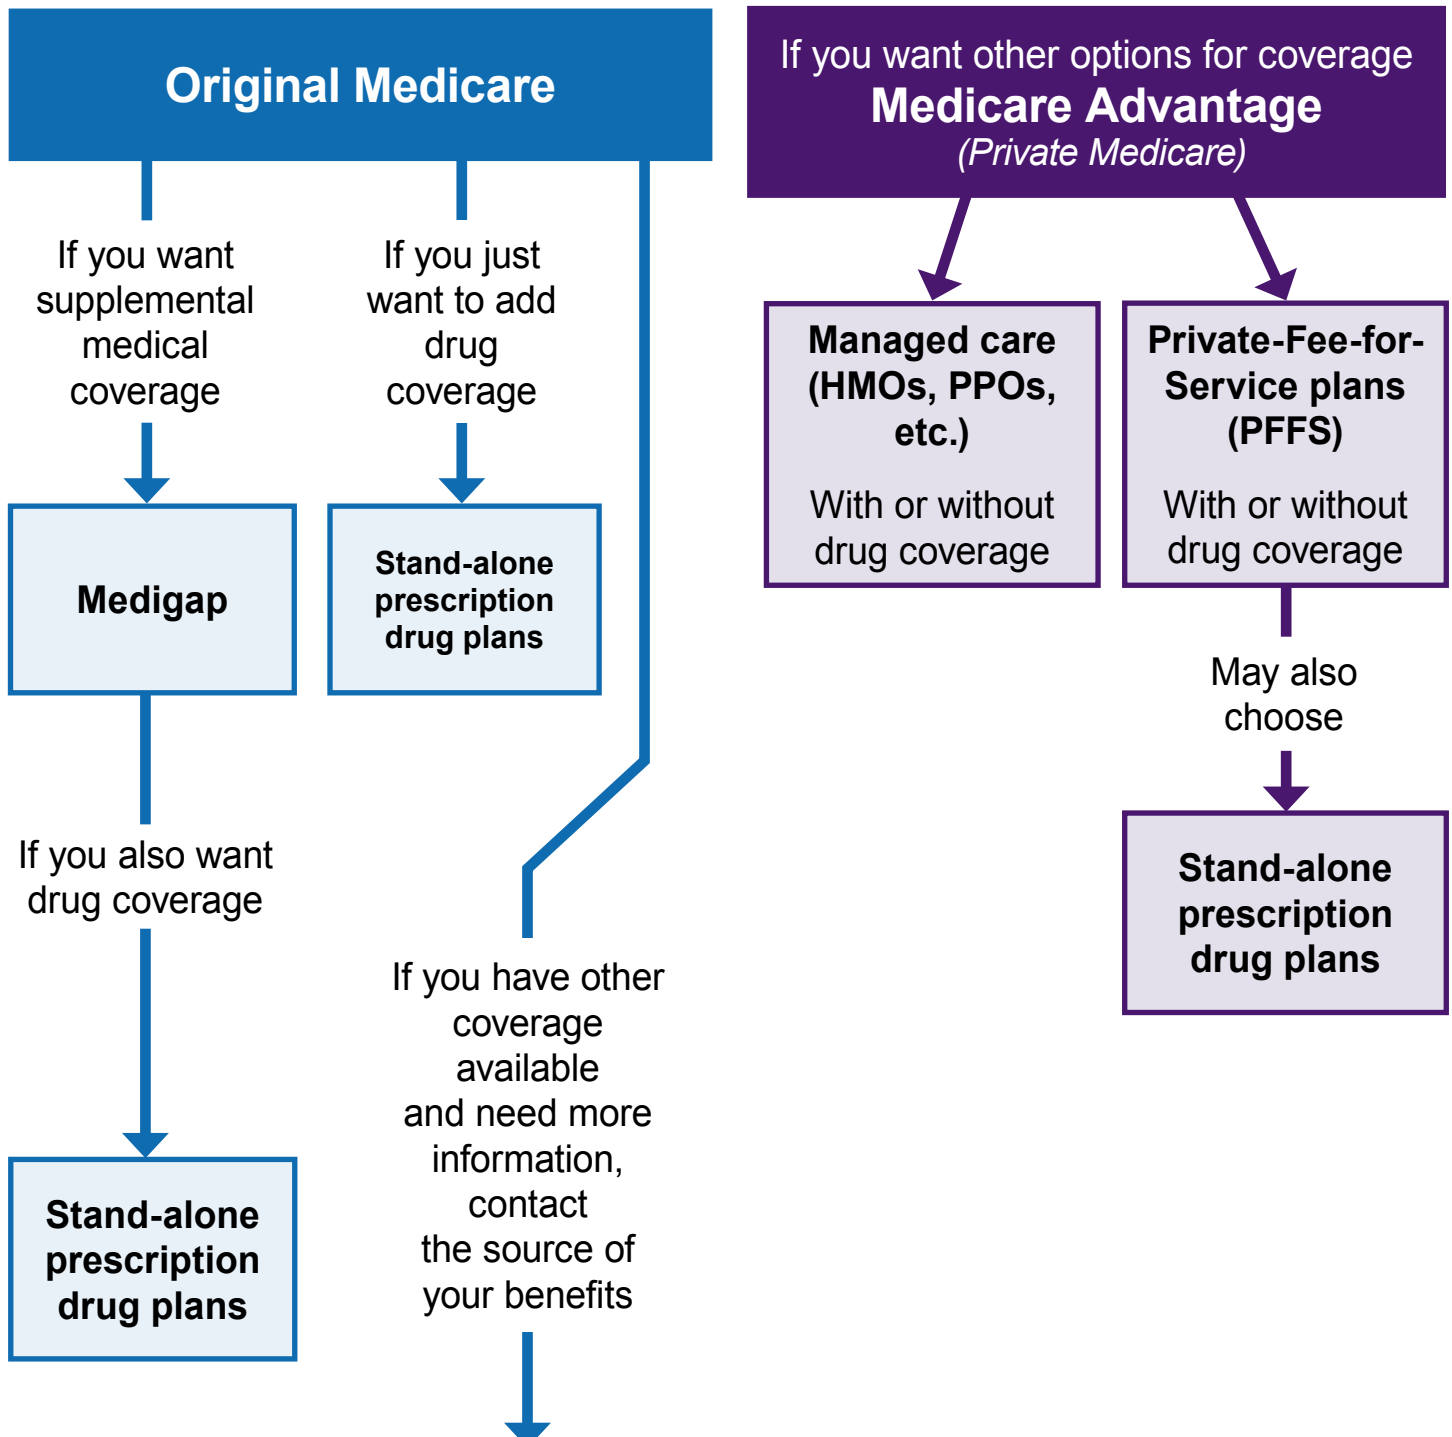 Original Medicare
If you want
supplemental
medical
coverage
Medigap
If you also want
drug coverage
Stand-alone
prescription
drug plans
If you just
want to add
drug
coverage
Stand-alone
prescription
drug plans
If you have other
coverage
available
and need more
information,
contact
the source of
your benefits
If you want other options for coverage
Medicare Advantage
(Private Medicare)
Managed care
(HMOs, PPOs,
etc.)
With or without
drug coverage
Private-Fee-for-
Service plans
(PFFS)
With or without
drug coverage
May also
choose
Stand-alone
prescription
drug plans